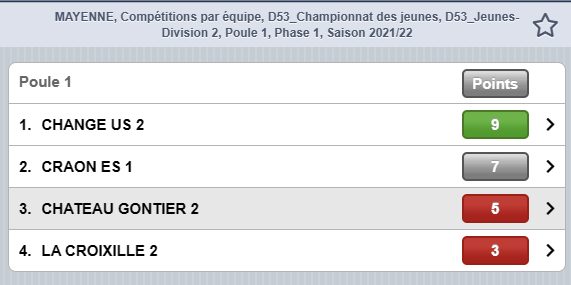 MAYENNE, Compétitions par équipe, D53_Championnat des jeunes, D53_Jeunes-
Division 2, Poule 1, Phase 1, Saison 2021/22
Poule 1 Points
1. CHANGE US 2 9
2. CRAON ES 1 7
3. CHATEAU GONTIER 2 5
4. LA CROIXILLE 2 3